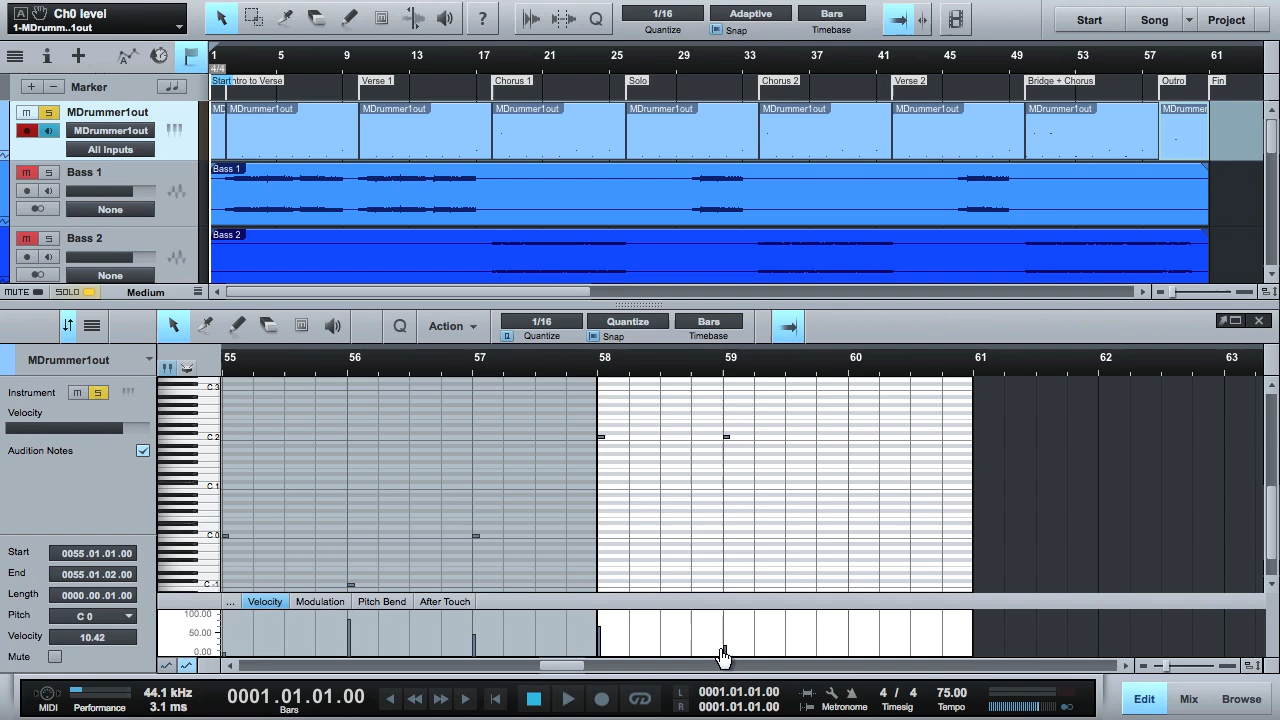 A Ch0 level
1-MDrumm..1out
?
Q
1/16
Quantize
Adaptive
Snap
Bars
Timebase
Start
Song
Project
i
1 5 9 13 17 21 25 29 33 37 41 45 49 53 57 61
4/4
Marker
Start Intro to Verse Verse 1 Chorus 1 Solo Chorus 2 Verse 2 Bridge + Chorus Outro Fin
M S MDrummer1out
MDrummer1out
All Inputs
MD MDrummer1out MDrummer1out MDrummer1out MDrummer1out MDrummer1out MDrummer1out MDrummer1out MDrummer
M S Bass 1
None
Bass 1
M S Bass 2
None
Bass 2
MUTE SOLO Medium
Q
Action
1/16
Quantize
Quantize
Snap
Bars
Timebase
MDrummer1out
55 56 57 58 59 60 61 62 63
Instrument M S
Velocity
Audition Notes
C 3
C 2
C 1
C 0
C -1
Start 0055.01.01.00
End 0055.01.02.00
Length 0000.00.01.00
Pitch C 0
Velocity 10.42
Mute
... Velocity Modulation Pitch Bend After Touch
100.00
50.00
0.00
MIDI
Performance
44.1 kHz
3.1 ms
0001.01.01.00
Bars
L 0001.01.01.00
R 0001.01.01.00
Metronome
4 / 4
Timesig
75.00
Tempo
Edit
Mix
Browse